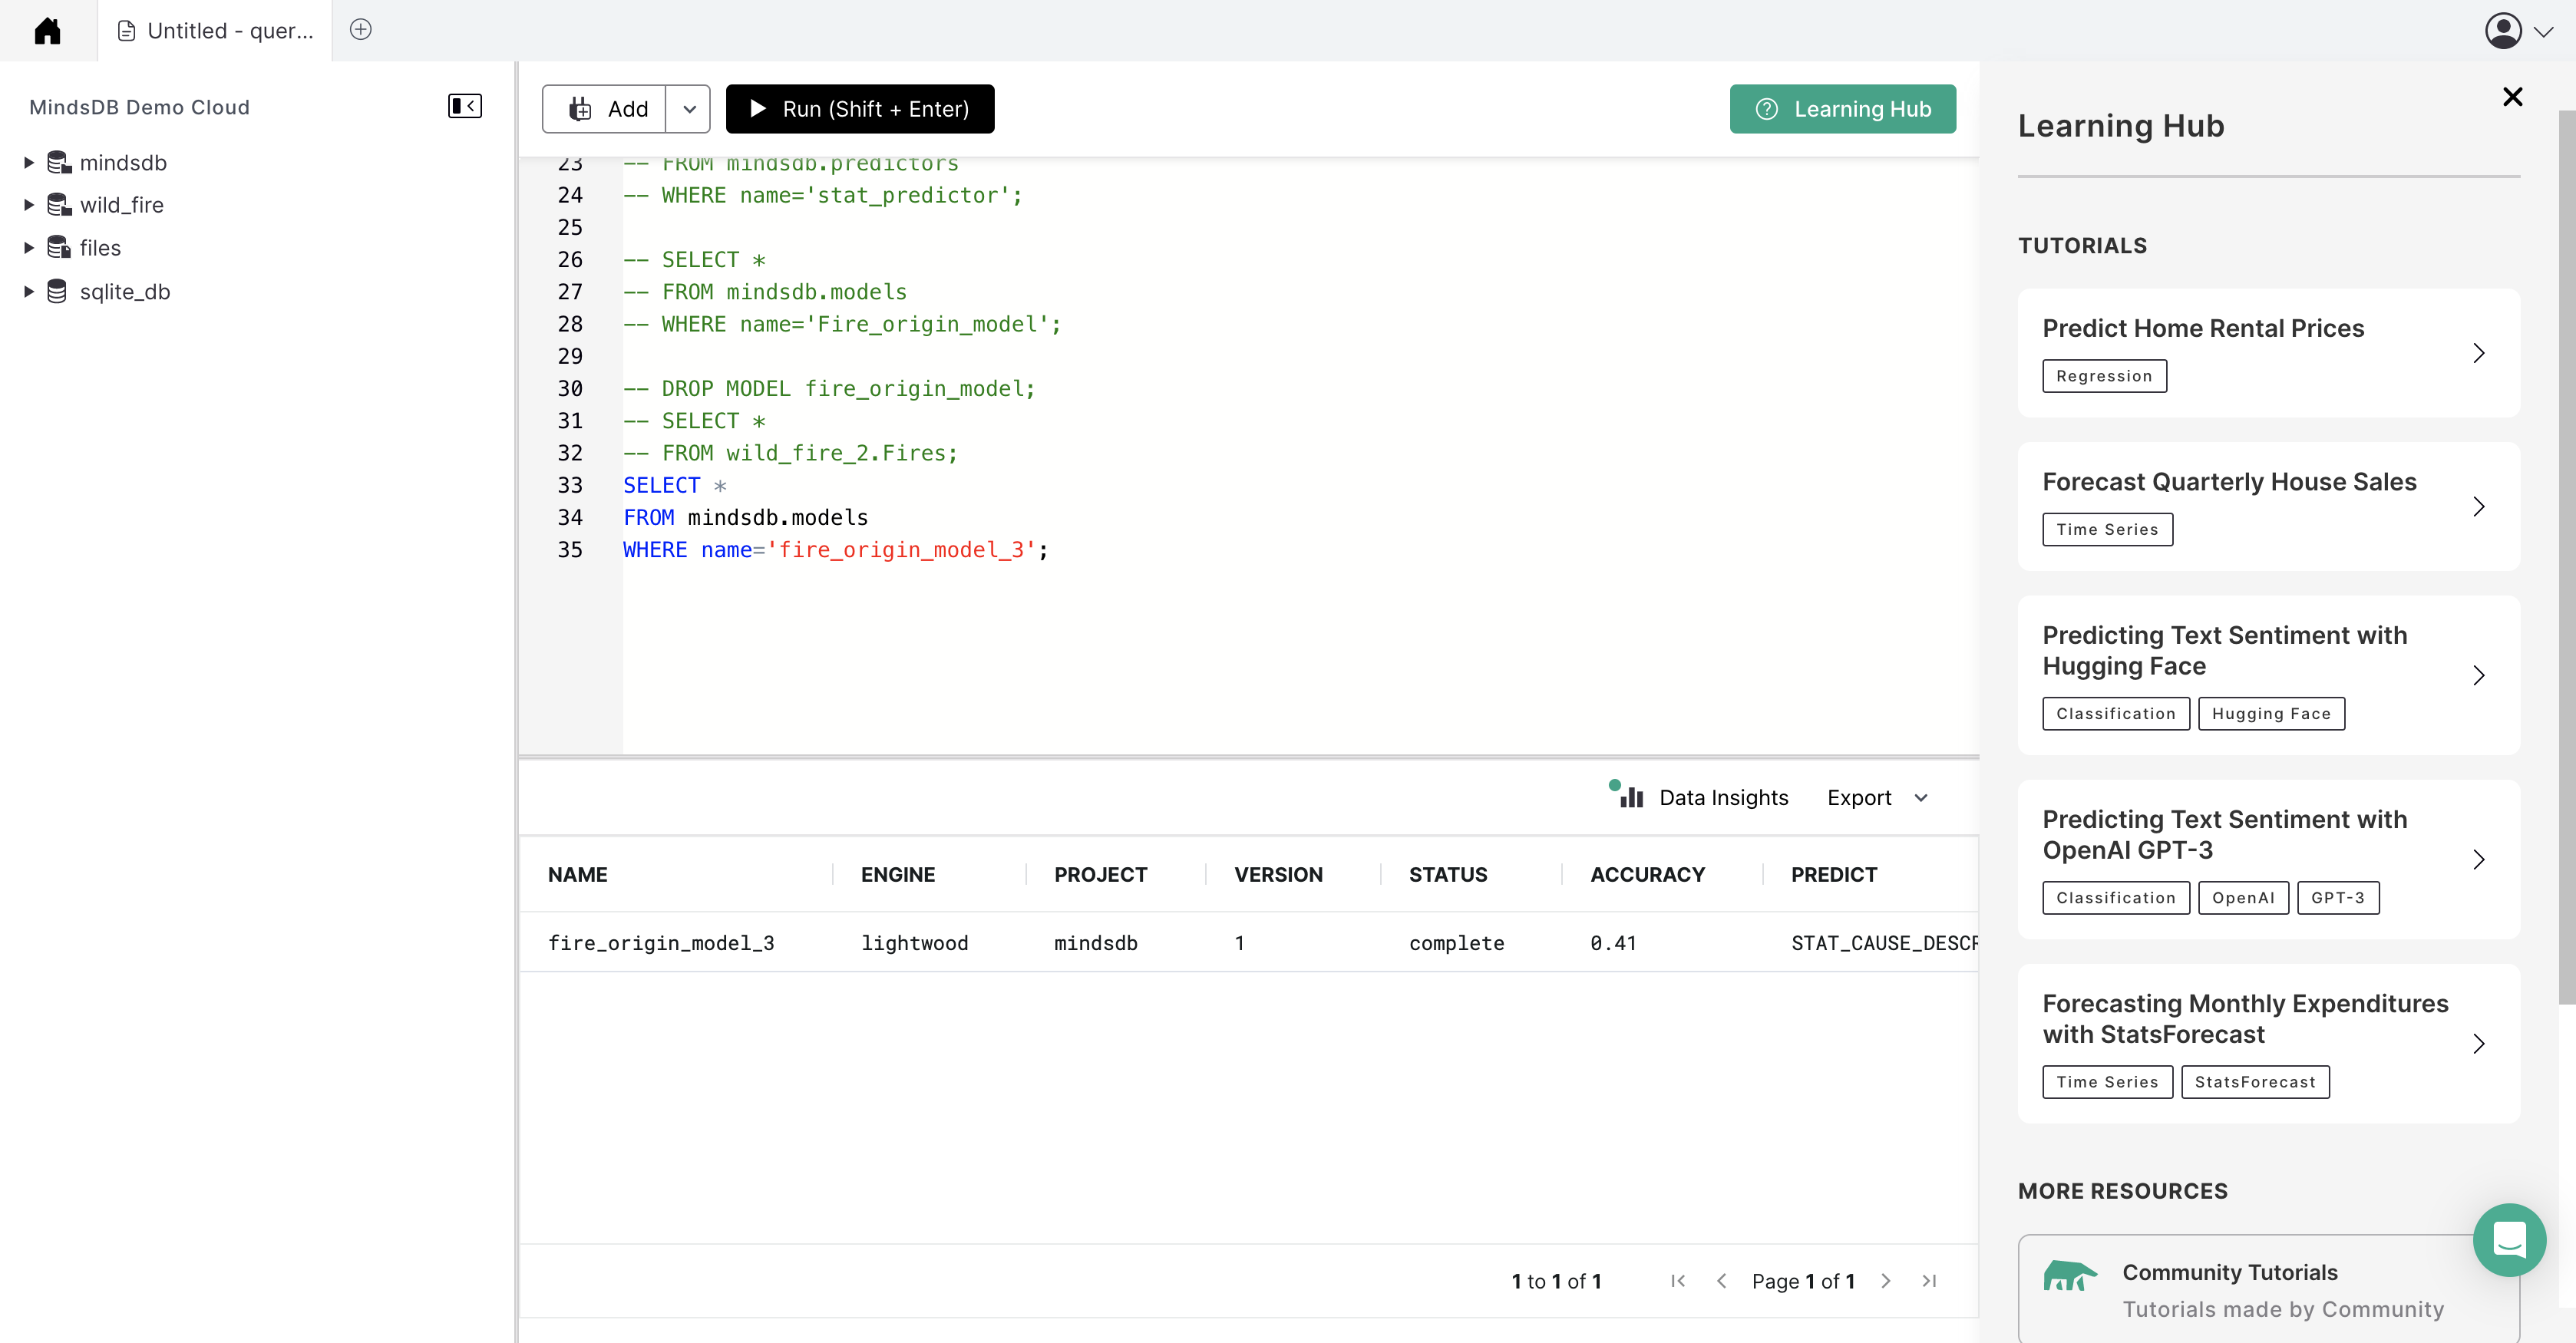 Untitled - quer...
MindsDB Demo Cloud
mindsdb
wild_fire
files
sqlite_db
Add
Run (Shift + Enter)
Learning Hub
23 -- FROM mindsdb.predictors
24 -- WHERE name='stat_predictor';
25
26 -- SELECT *
27 -- FROM mindsdb.models
28 -- WHERE name='Fire_origin_model';
29
30 -- DROP MODEL fire_origin_model;
31 -- SELECT *
32 -- FROM wild_fire_2.Fires;
33 SELECT *
34 FROM mindsdb.models
35 WHERE name='fire_origin_model_3';
Data Insights Export
NAME ENGINE PROJECT VERSION STATUS ACCURACY PREDICT
fire_origin_model_3 lightwood mindsdb 1 complete 0.41 STAT_CAUSE_DESCR
1 to 1 of 1 Page 1 of 1
Learning Hub
TUTORIALS
Predict Home Rental Prices
Regression
Forecast Quarterly House Sales
Time Series
Predicting Text Sentiment with
Hugging Face
Classification Hugging Face
Predicting Text Sentiment with
OpenAI GPT-3
Classification OpenAI GPT-3
Forecasting Monthly Expenditures
with StatsForecast
Time Series StatsForecast
MORE RESOURCES
Community Tutorials
Tutorials made by Community